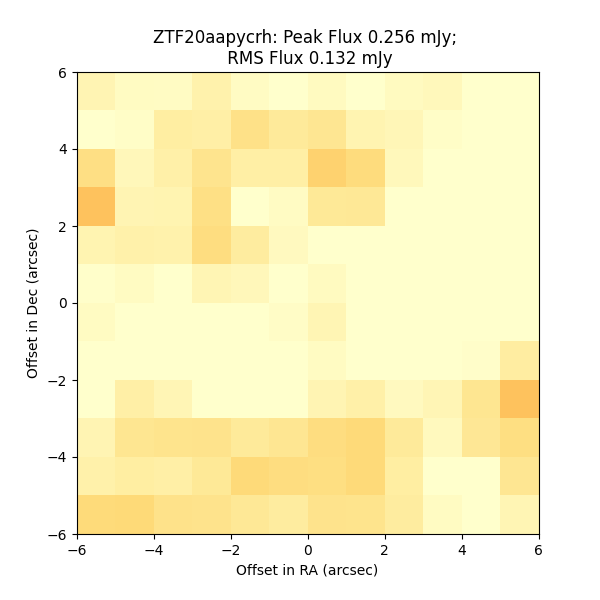 ZTF20aapycrh: Peak Flux 0.256 mJy;
RMS Flux 0.132 mJy
6
4
2
0
−2
−4
−6
Offset in Dec (arcsec)
−6 −4 −2 0 2 4 6
Offset in RA (arcsec)